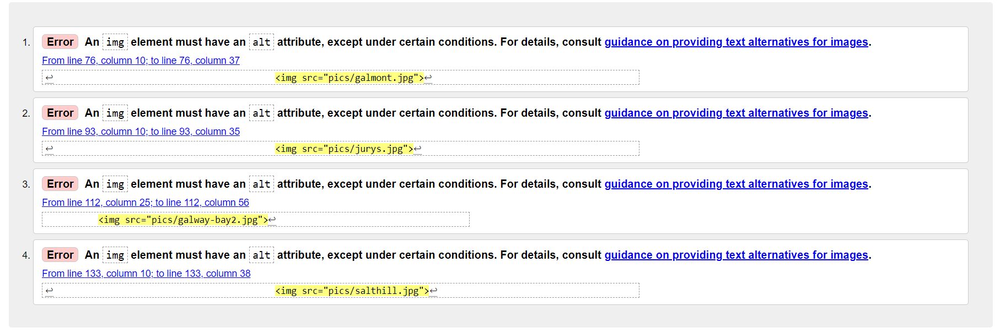 1. Error An img element must have an alt attribute, except under certain conditions. For details, consult guidance on providing text alternatives for images.
From line 76, column 10; to line 76, column 37
↩ <img src="pics/galmont.jpg">↩
2. Error An img element must have an alt attribute, except under certain conditions. For details, consult guidance on providing text alternatives for images.
From line 93, column 10; to line 93, column 35
↩ <img src="pics/jurys.jpg">↩
3. Error An img element must have an alt attribute, except under certain conditions. For details, consult guidance on providing text alternatives for images.
From line 112, column 25; to line 112, column 56
<img src="pics/galway-bay2.jpg">↩
4. Error An img element must have an alt attribute, except under certain conditions. For details, consult guidance on providing text alternatives for images.
From line 133, column 10; to line 133, column 38
↩ <img src="pics/salthill.jpg">↩